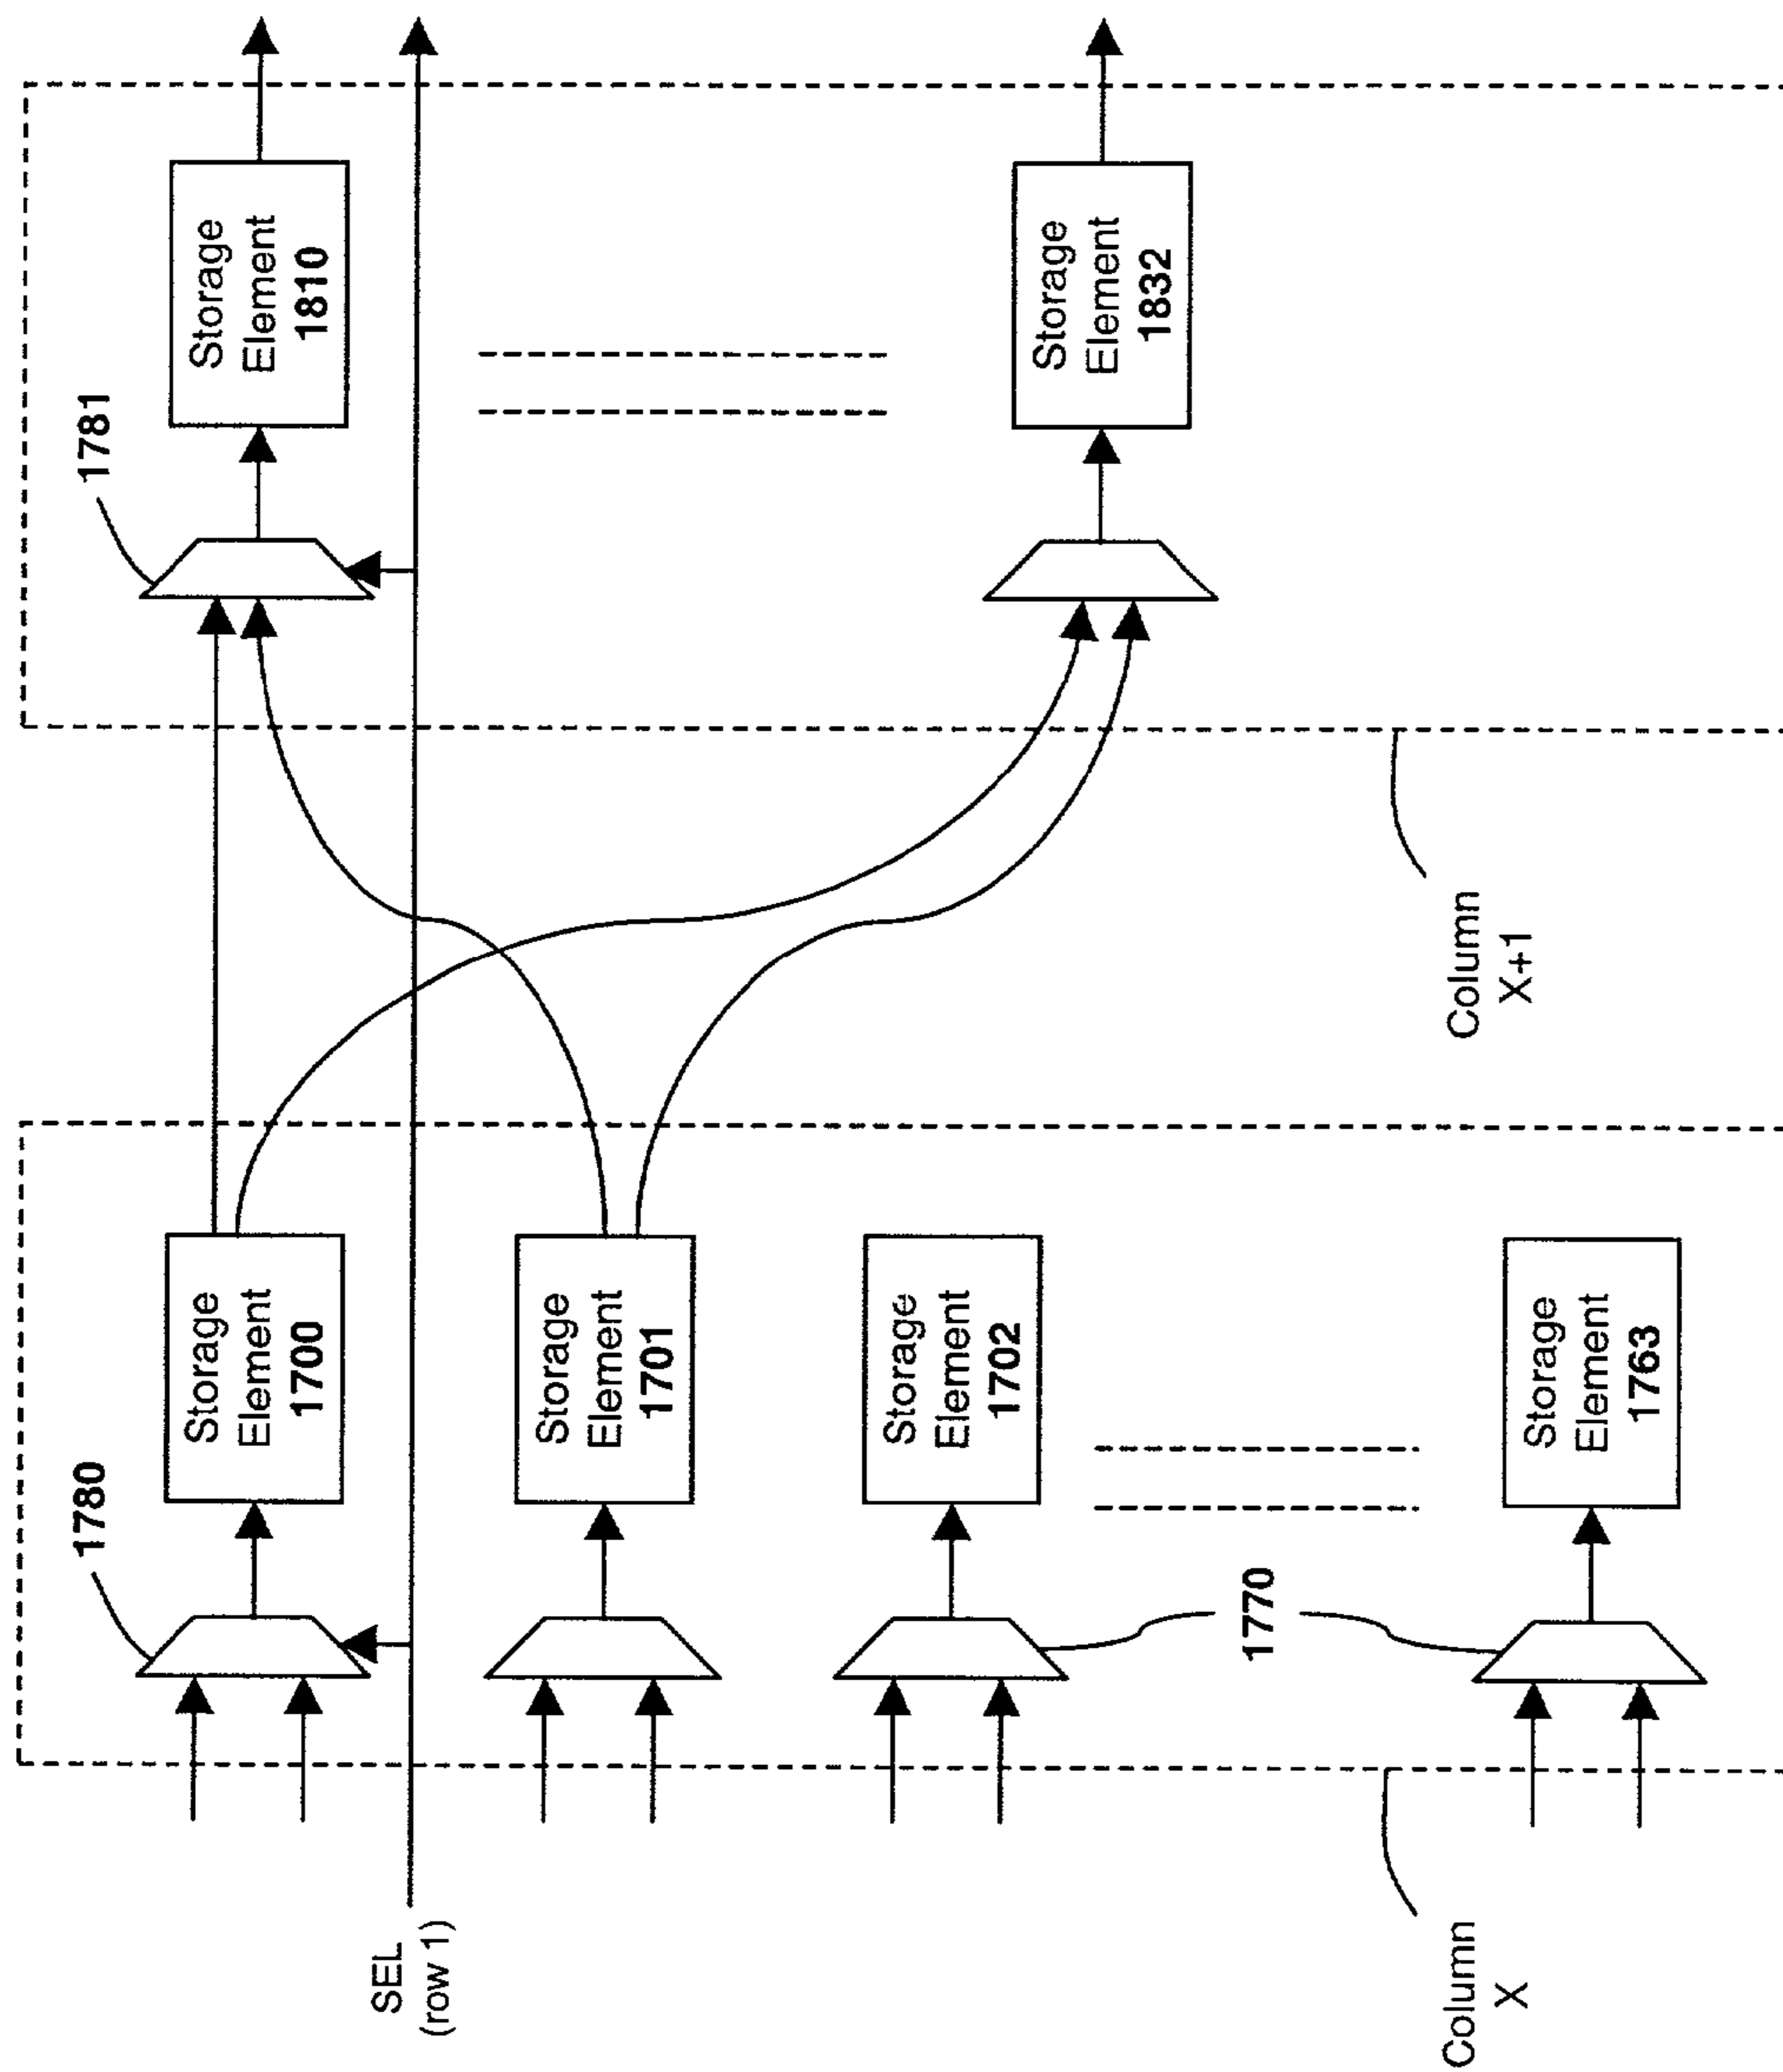 1780
Storage
Element
1700
SEL
(row 1)
Storage
Element
1701
Storage
Element
1702
1770
Storage
Element
1763
Column
X
1781
Storage
Element
1810
Storage
Element
1832
Column
X+1